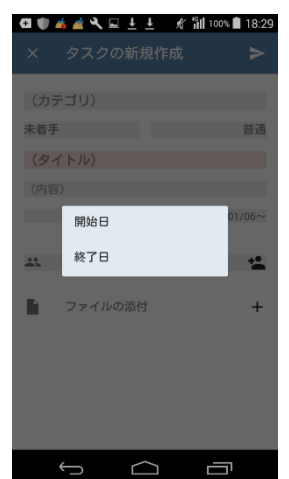 100% 18:29
タスクの新規作成
(カテゴリ)
未着手 普通
(タイトル)
(内容)
01/06~
開始日
終了日
ファイルの添付